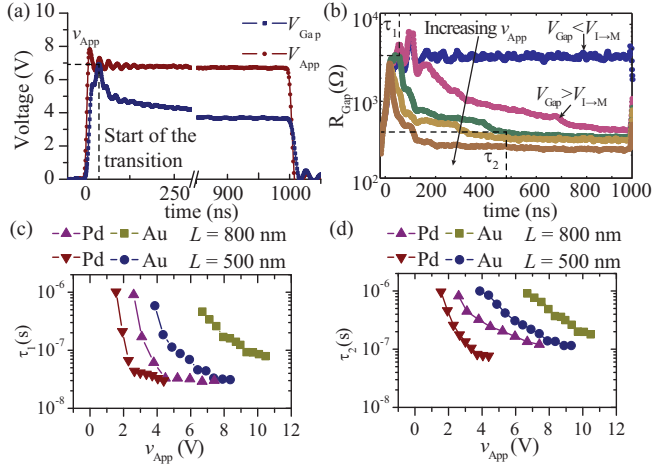 (a)
V_Gap
V_App
v_App
Start of the
transition
Voltage (V)
10
8
6
4
2
0
0 250 900 1000
time (ns)
(b)
τ_1
Increasing v_App
V_Gap<V_I→M
V_Gap>V_I→M
τ_2
R_Gap(Ω)
10^4
10^3
10^2
0 200 400 600 800 1000
time (ns)
(c)
Pd Au L = 800 nm
Pd Au L = 500 nm
τ_1(s)
10^-6
10^-7
10^-8
0 2 4 6 8 10 12
v_App(V)
(d)
Pd Au L = 800 nm
Pd Au L = 500 nm
τ_2(s)
10^-6
10^-7
10^-8
0 2 4 6 8 10 12
v_App(V)